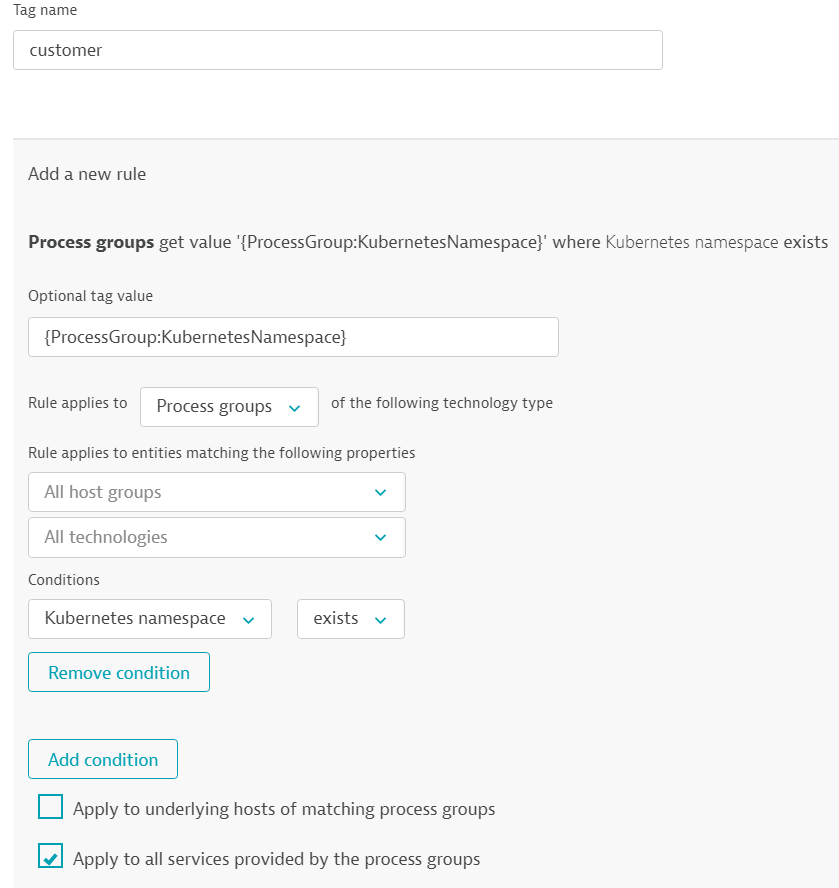 Tag name
customer
Add a new rule
Process groups get value '{ProcessGroup:KubernetesNamespace}' where Kubernetes namespace exists
Optional tag value
{ProcessGroup:KubernetesNamespace}
Rule applies to Process groups of the following technology type
Rule applies to entities matching the following properties
All host groups
All technologies
Conditions
Kubernetes namespace exists
Remove condition
Add condition
Apply to underlying hosts of matching process groups
Apply to all services provided by the process groups